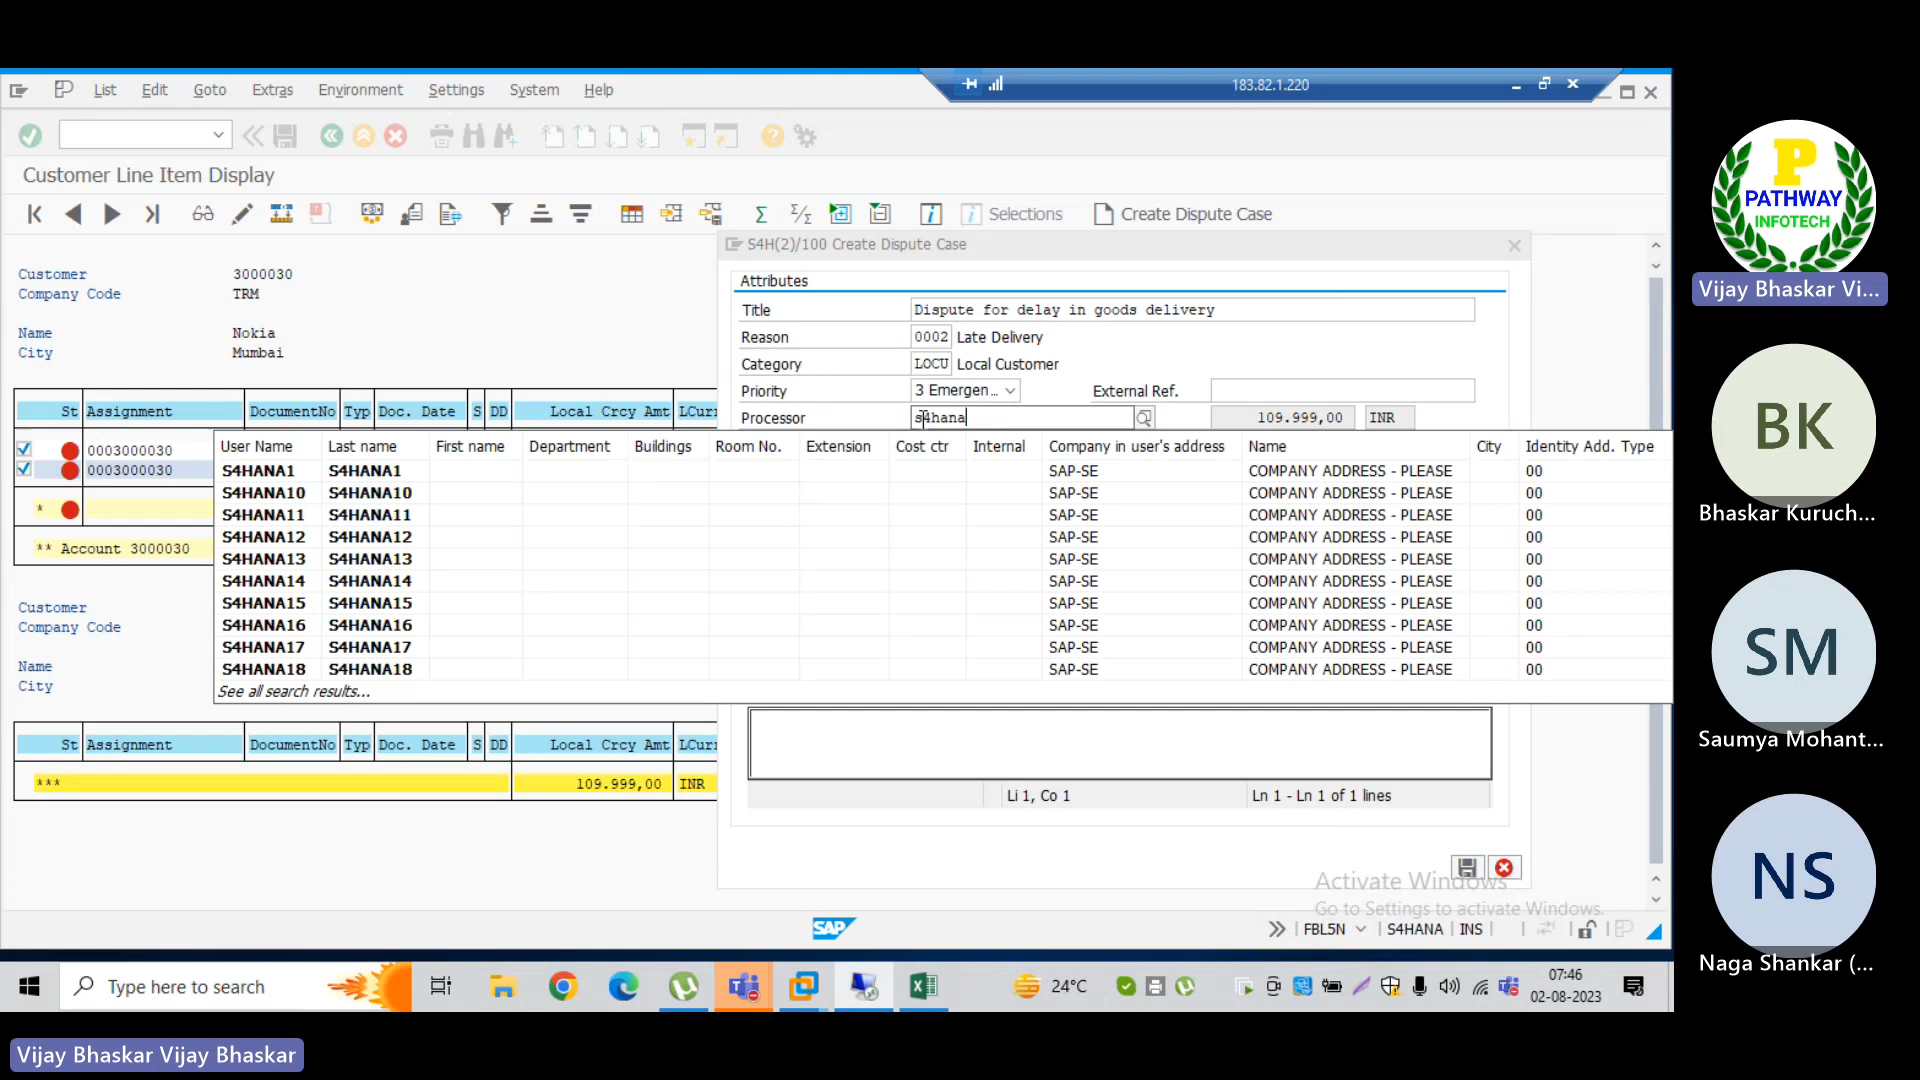 183.82.1.220
List Edit Goto Extras Environment Settings System Help
Customer Line Item Display
Selections Create Dispute Case
Customer 3000030
Company Code TRM
Name Nokia
City Mumbai
St Assignment DocumentNo Typ Doc. Date S DD Local Crcy Amt LCurr
0003000030
0003000030
*
** Account 3000030
Customer
Company Code
Name
City
St Assignment DocumentNo Typ Doc. Date S DD Local Crcy Amt LCurr
*** 109.999,00 INR
S4H(2)/100 Create Dispute Case
Attributes
Title Dispute for delay in goods delivery
Reason 0002 Late Delivery
Category LOCU Local Customer
Priority 3 Emergen... External Ref.
Processor s4hana 109.999,00 INR
User Name Last name First name Department Buildings Room No. Extension Cost ctr Internal Company in user's address Name City Identity Add. Type
S4HANA1 S4HANA1 SAP-SE COMPANY ADDRESS - PLEASE 00
S4HANA10 S4HANA10 SAP-SE COMPANY ADDRESS - PLEASE 00
S4HANA11 S4HANA11 SAP-SE COMPANY ADDRESS - PLEASE 00
S4HANA12 S4HANA12 SAP-SE COMPANY ADDRESS - PLEASE 00
S4HANA13 S4HANA13 SAP-SE COMPANY ADDRESS - PLEASE 00
S4HANA14 S4HANA14 SAP-SE COMPANY ADDRESS - PLEASE 00
S4HANA15 S4HANA15 SAP-SE COMPANY ADDRESS - PLEASE 00
S4HANA16 S4HANA16 SAP-SE COMPANY ADDRESS - PLEASE 00
S4HANA17 S4HANA17 SAP-SE COMPANY ADDRESS - PLEASE 00
S4HANA18 S4HANA18 SAP-SE COMPANY ADDRESS - PLEASE 00
See all search results...
Li 1, Co 1 Ln 1 - Ln 1 of 1 lines
Activate Windows
Go to Settings to activate Windows.
SAP FBL5N S4HANA INS
Type here to search 24°C 07:46
02-08-2023
P
PATHWAY
INFOTECH
Vijay Bhaskar Vi...
BK
Bhaskar Kuruch...
SM
Saumya Mohant...
NS
Naga Shankar (...
Vijay Bhaskar Vijay Bhaskar